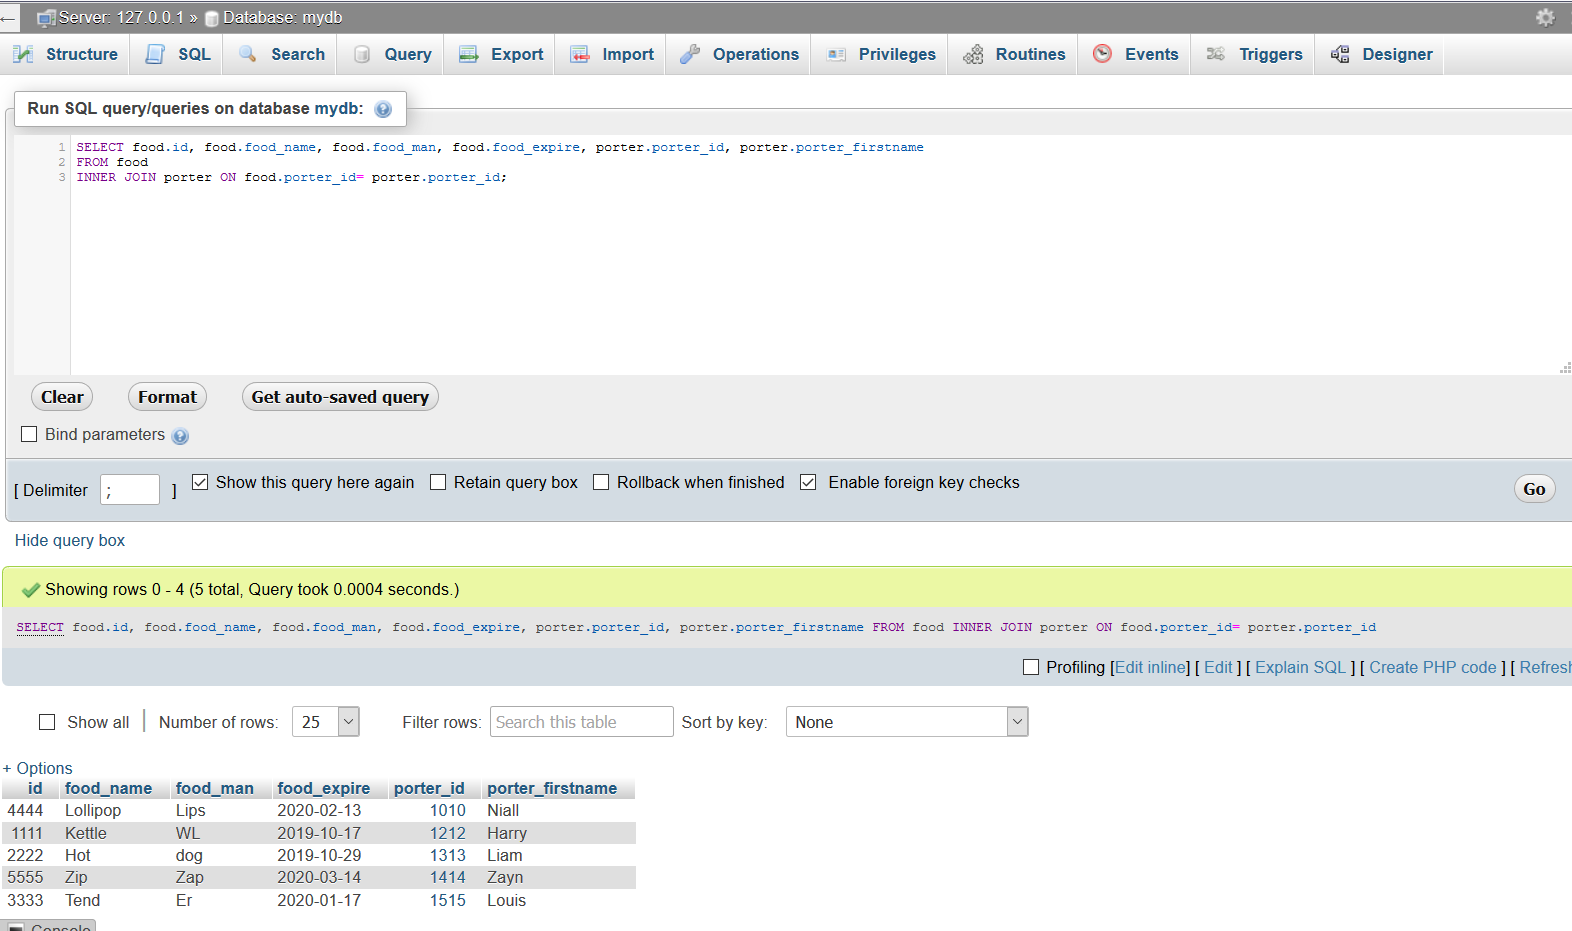 Server: 127.0.0.1 » Database: mydb
Structure SQL Search Query Export Import Operations Privileges Routines Events Triggers Designer
Run SQL query/queries on database mydb:
1 SELECT food.id, food.food_name, food.food_man, food.food_expire, porter.porter_id, porter.porter_firstname
2 FROM food
3 INNER JOIN porter ON food.porter_id= porter.porter_id;
Clear Format Get auto-saved query
Bind parameters
[ Delimiter ; ] Show this query here again Retain query box Rollback when finished Enable foreign key checks Go
Hide query box
Showing rows 0 - 4 (5 total, Query took 0.0004 seconds.)
SELECT food.id, food.food_name, food.food_man, food.food_expire, porter.porter_id, porter.porter_firstname FROM food INNER JOIN porter ON food.porter_id= porter.porter_id
Profiling [Edit inline] [ Edit ] [ Explain SQL ] [ Create PHP code ] [ Refresh
Show all | Number of rows: 25 Filter rows: Search this table Sort by key: None
+ Options
id food_name food_man food_expire porter_id porter_firstname
4444 Lollipop Lips 2020-02-13 1010 Niall
1111 Kettle WL 2019-10-17 1212 Harry
2222 Hot dog 2019-10-29 1313 Liam
5555 Zip Zap 2020-03-14 1414 Zayn
3333 Tend Er 2020-01-17 1515 Louis
Console